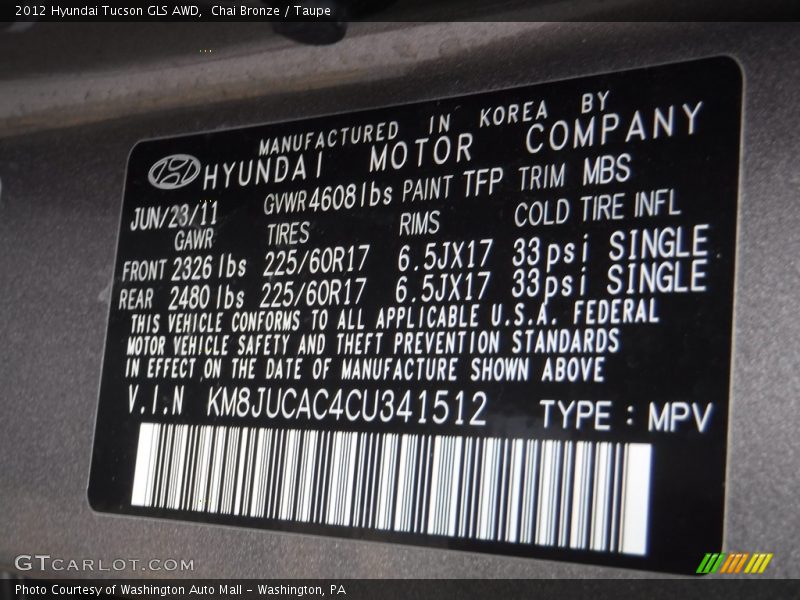 2012 Hyundai Tucson GLS AWD,  Chai Bronze / Taupe
MANUFACTURED IN KOREA BY
HYUNDAI MOTOR COMPANY
JUN/23/11 GVWR 4608 lbs PAINT TFP TRIM MBS
GAWR TIRES RIMS COLD TIRE INFL
FRONT 2326 lbs 225/60R17 6.5JX17 33psi SINGLE
REAR 2480 lbs 225/60R17 6.5JX17 33psi SINGLE
THIS VEHICLE CONFORMS TO ALL APPLICABLE U.S.A. FEDERAL
MOTOR VEHICLE SAFETY AND THEFT PREVENTION STANDARDS
IN EFFECT ON THE DATE OF MANUFACTURE SHOWN ABOVE
V.I.N KM8JUCAC4CU341512 TYPE : MPV
GTCARLOT.COM
Photo Courtesy of Washington Auto Mall - Washington, PA